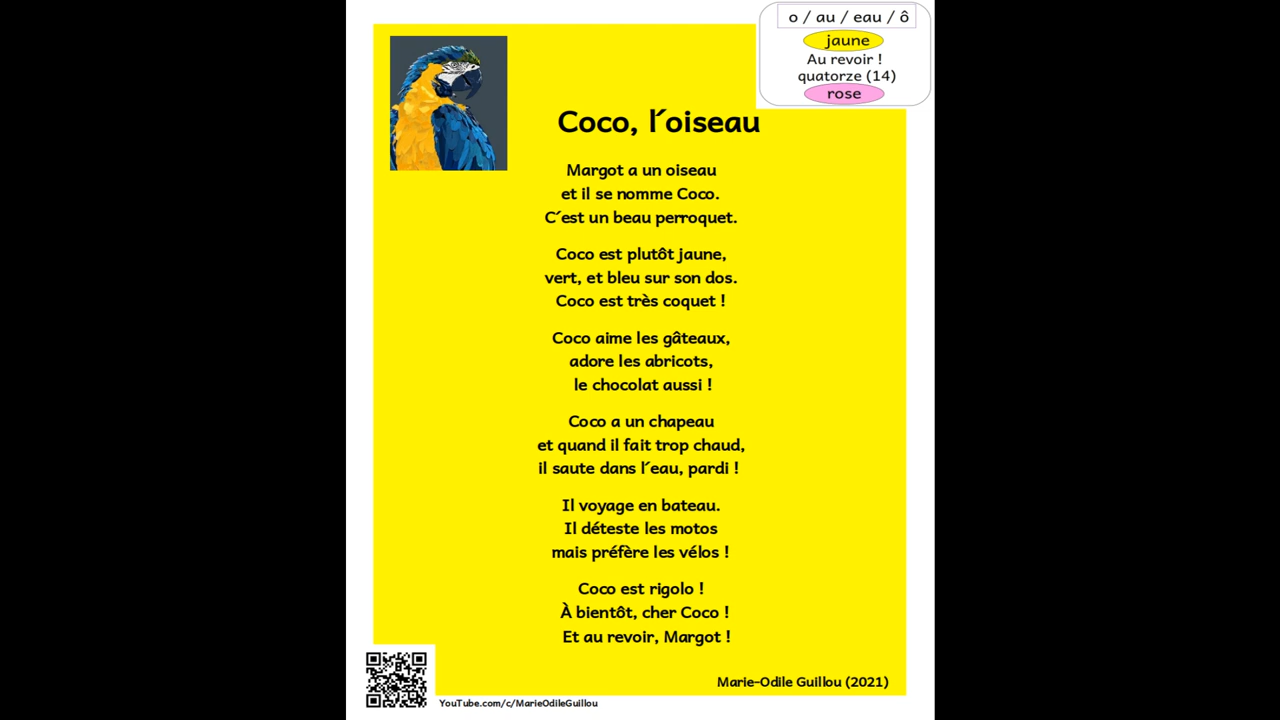 o / au / eau / ô
jaune
Au revoir !
quatorze (14)
rose
Coco, l´oiseau
Margot a un oiseau
et il se nomme Coco.
C´est un beau perroquet.
Coco est plutôt jaune,
vert, et bleu sur son dos.
Coco est très coquet !
Coco aime les gâteaux,
adore les abricots,
le chocolat aussi !
Coco a un chapeau
et quand il fait trop chaud,
il saute dans l´eau, pardi !
Il voyage en bateau.
Il déteste les motos
mais préfère les vélos !
Coco est rigolo !
À bientôt, cher Coco !
Et au revoir, Margot !
Marie-Odile Guillou (2021)
YouTube.com/c/MarieOdileGuillou